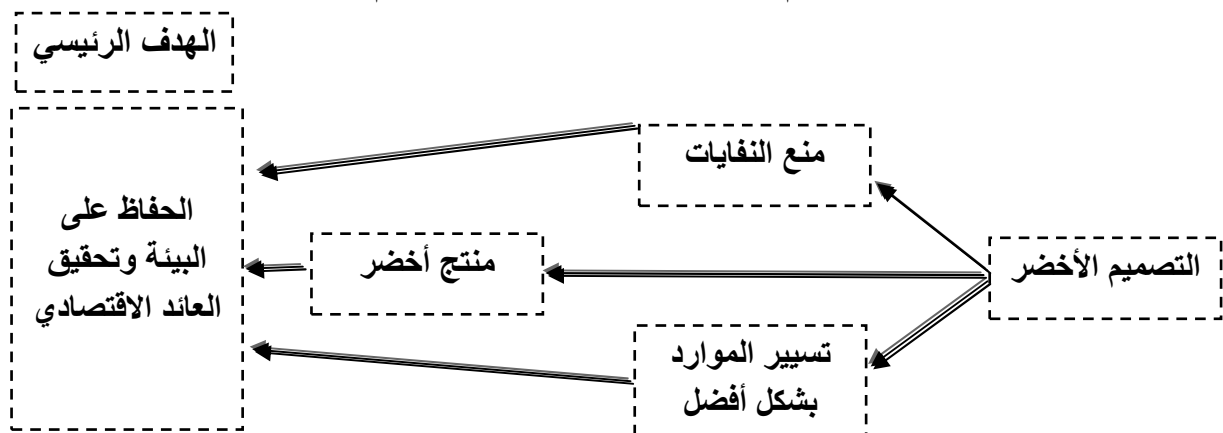 الهدف الرئيسي
منع النفايات
الحفاظ على
البيئة وتحقيق
العائد الاقتصادي
منتج أخضر
التصميم الأخضر
تسيير الموارد
بشكل أفضل